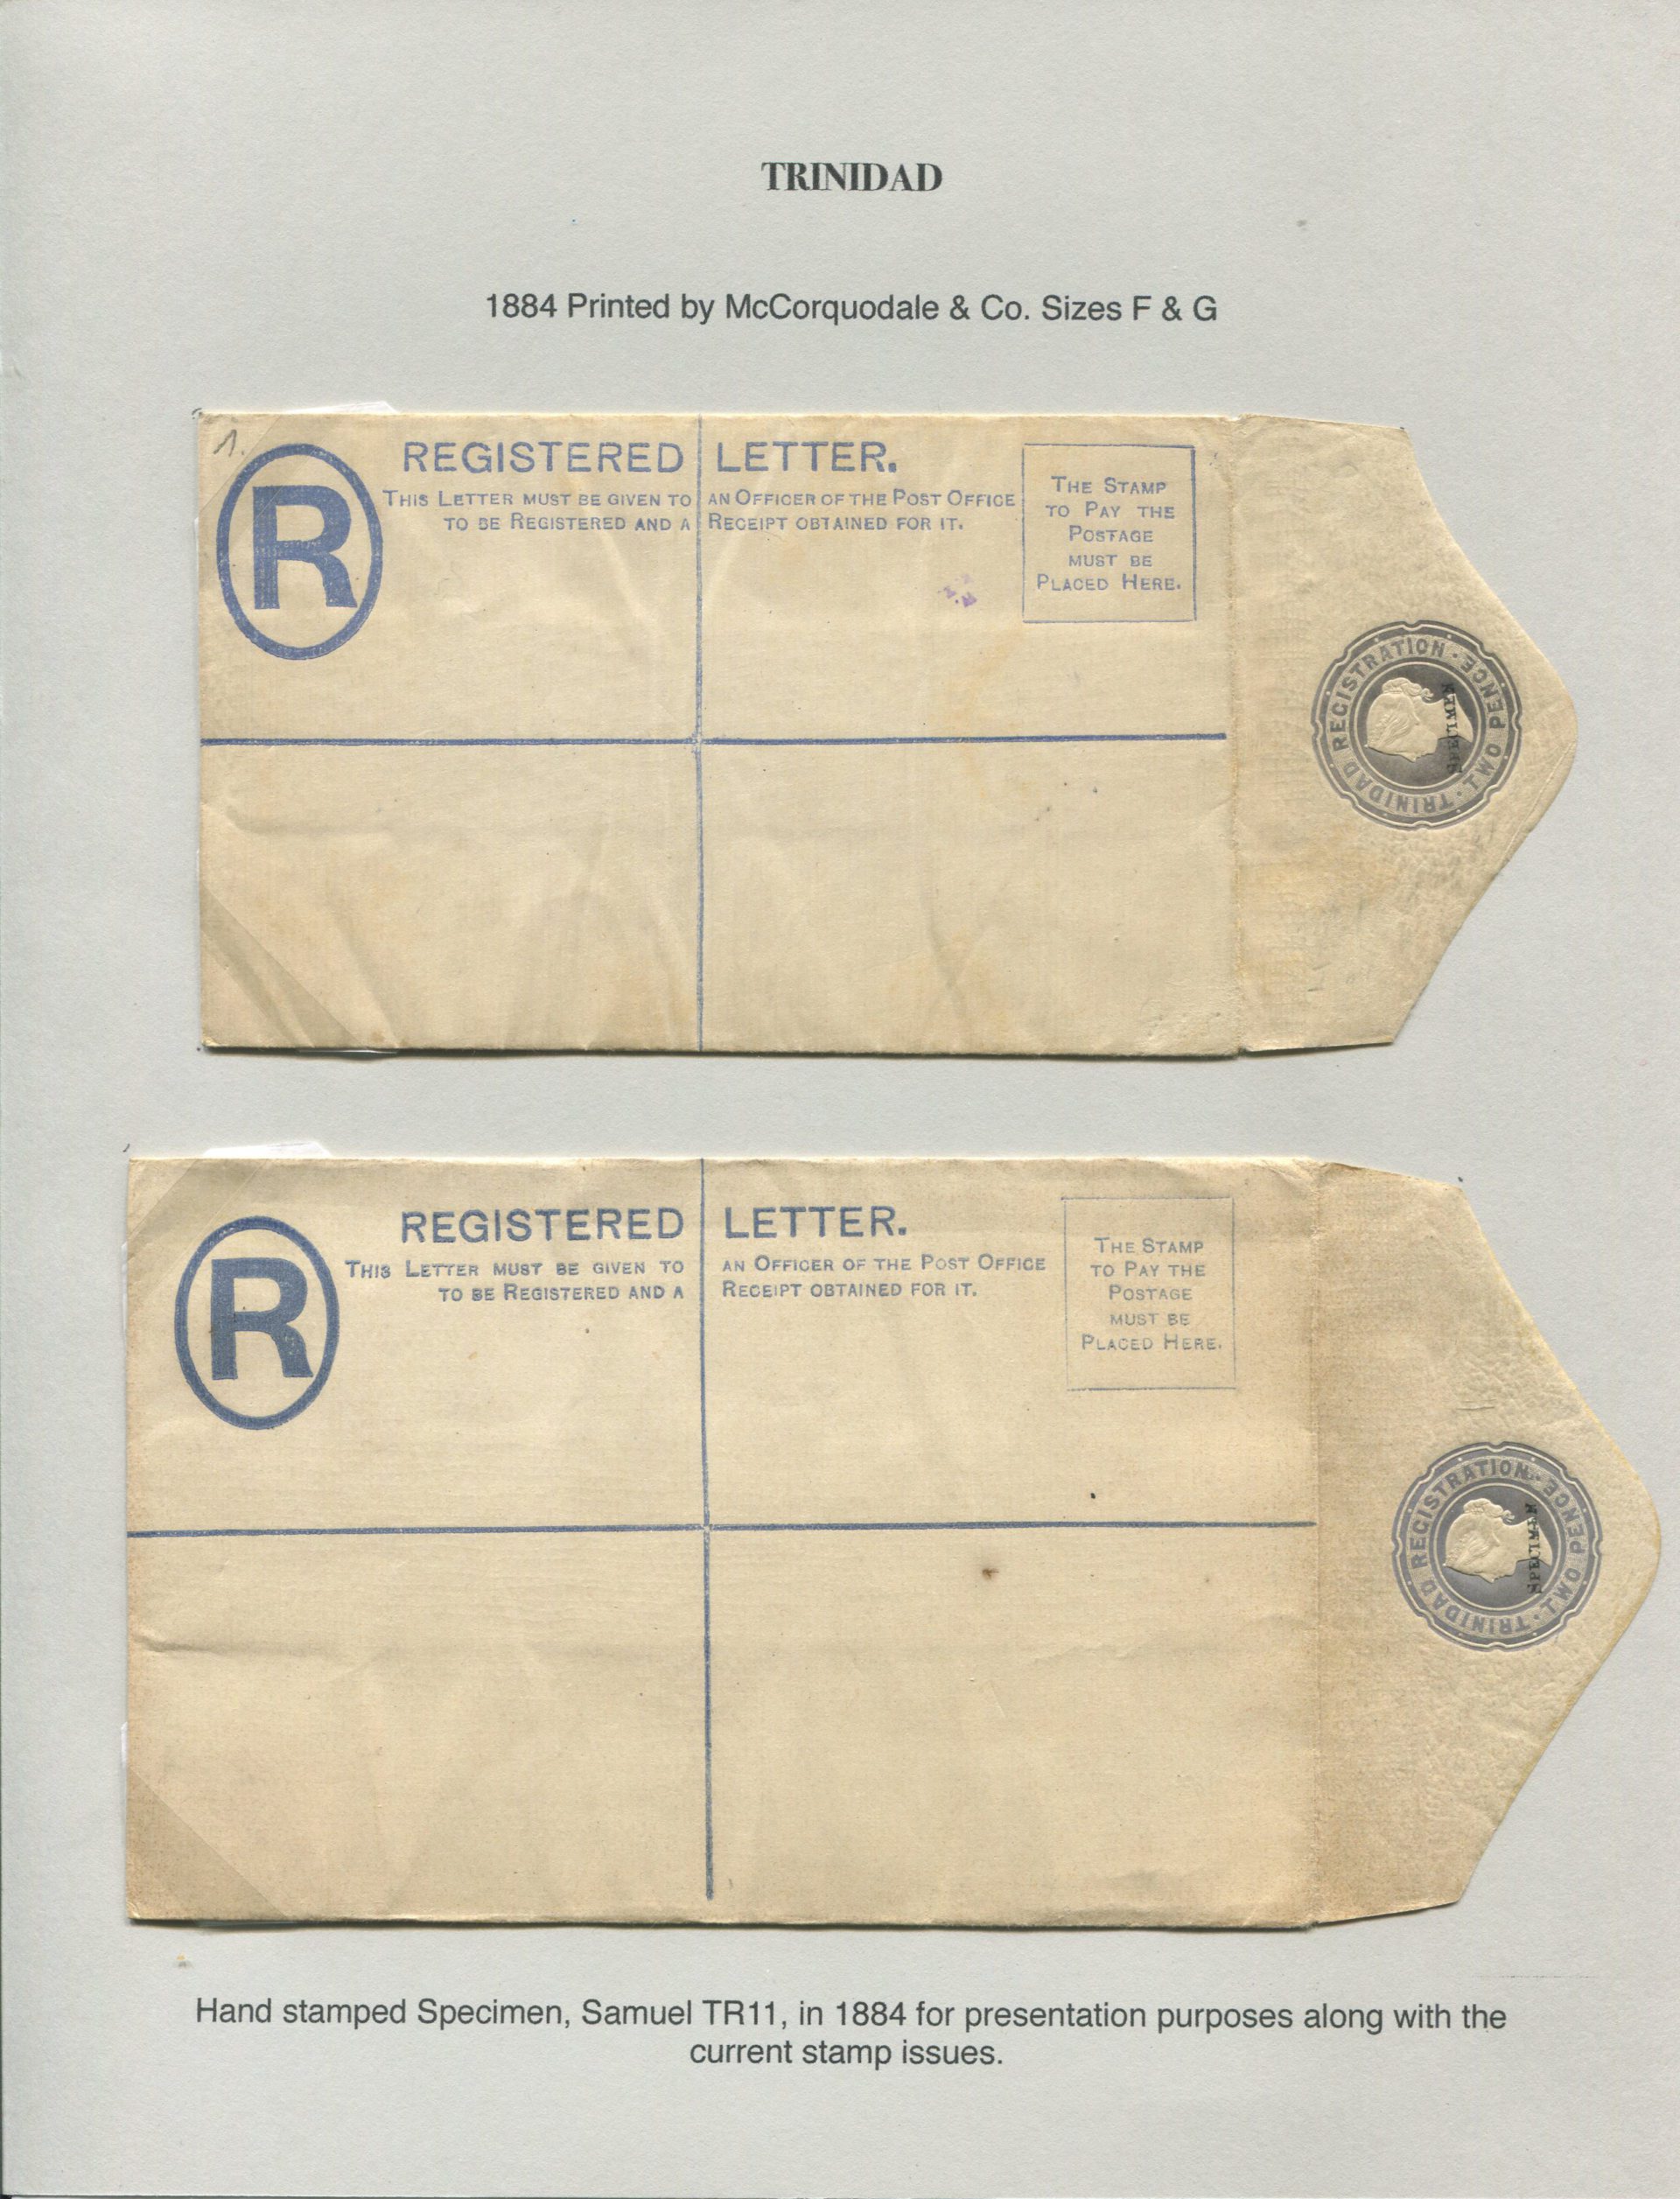 TRINIDAD
1884 Printed by McCorquodale & Co. Sizes F & G
1.
R
REGISTERED LETTER.
THIS LETTER MUST BE GIVEN TO AN OFFICER OF THE POST OFFICE
TO BE REGISTERED AND A RECEIPT OBTAINED FOR IT.
THE STAMP
TO PAY THE
POSTAGE
MUST BE
PLACED HERE.
TRINIDAD REGISTRATION · TWO PENCE ·
SPECIMEN
R
REGISTERED LETTER.
THIS LETTER MUST BE GIVEN TO AN OFFICER OF THE POST OFFICE
TO BE REGISTERED AND A RECEIPT OBTAINED FOR IT.
THE STAMP
TO PAY THE
POSTAGE
MUST BE
PLACED HERE.
TRINIDAD REGISTRATION · TWO PENCE ·
SPECIMEN
Hand stamped Specimen, Samuel TR11, in 1884 for presentation purposes along with the
current stamp issues.